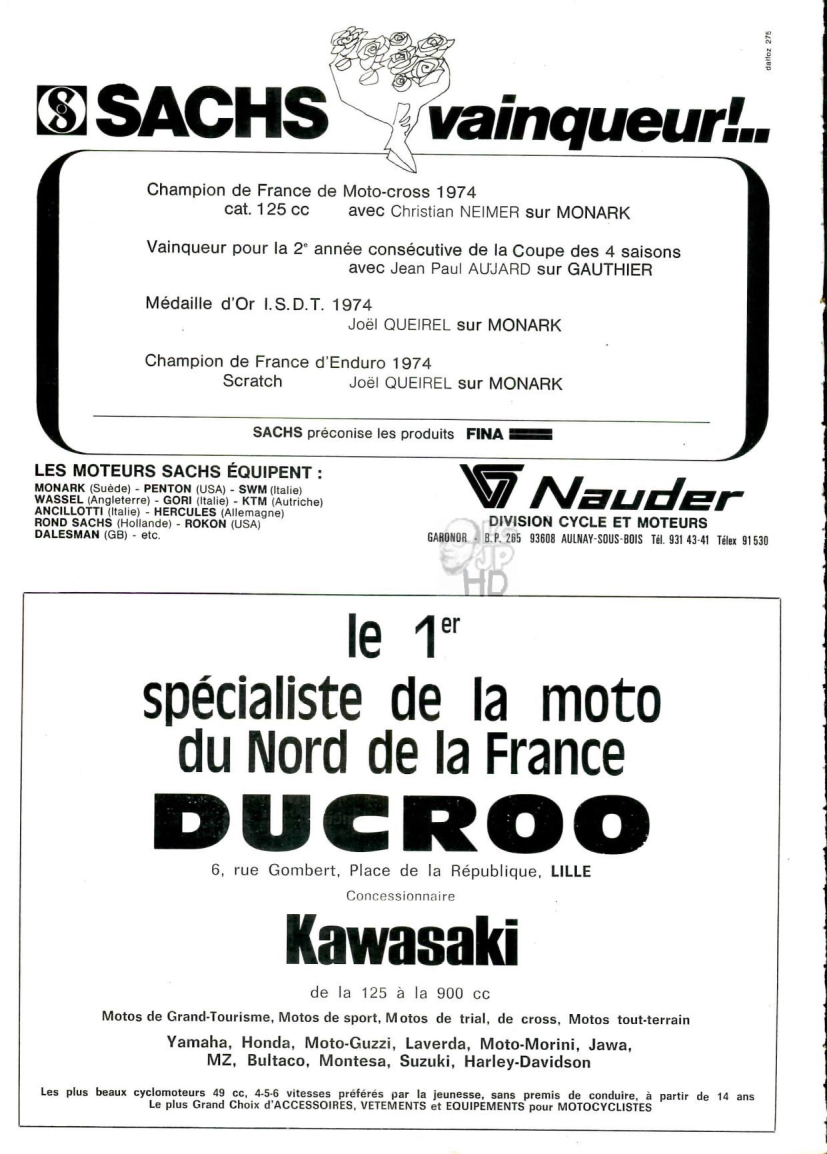 dalfoz 275
SACHS vainqueur!...
Champion de France de Moto-cross 1974
cat. 125 cc avec Christian NEIMER sur MONARK
Vainqueur pour la 2e année consécutive de la Coupe des 4 saisons
avec Jean Paul AUJARD sur GAUTHIER
Médaille d'Or I.S.D.T. 1974
Joël QUEIREL sur MONARK
Champion de France d'Enduro 1974
Scratch Joël QUEIREL sur MONARK
SACHS préconise les produits FINA
LES MOTEURS SACHS ÉQUIPENT :
MONARK (Suède) - PENTON (USA) - SWM (Italie)
WASSEL (Angleterre) - GORI (Italie) - KTM (Autriche)
ANCILLOTTI (Italie) - HERCULES (Allemagne)
ROND SACHS (Hollande) - ROKON (USA)
DALESMAN (GB) - etc.
Nauder
DIVISION CYCLE ET MOTEURS
GARONOR - B.P. 265 93608 AULNAY-SOUS-BOIS Tél. 931 43-41 Télex 91530
JP
HD
le 1er
spécialiste de la moto
du Nord de la France
DUCROO
6, rue Gombert, Place de la République, LILLE
Concessionnaire
Kawasaki
de la 125 à la 900 cc
Motos de Grand-Tourisme, Motos de sport, Motos de trial, de cross, Motos tout-terrain
Yamaha, Honda, Moto-Guzzi, Laverda, Moto-Morini, Jawa,
MZ, Bultaco, Montesa, Suzuki, Harley-Davidson
Les plus beaux cyclomoteurs 49 cc, 4-5-6 vitesses préférés par la jeunesse, sans premis de conduire, à partir de 14 ans
Le plus Grand Choix d'ACCESSOIRES, VETEMENTS et EQUIPEMENTS pour MOTOCYCLISTES